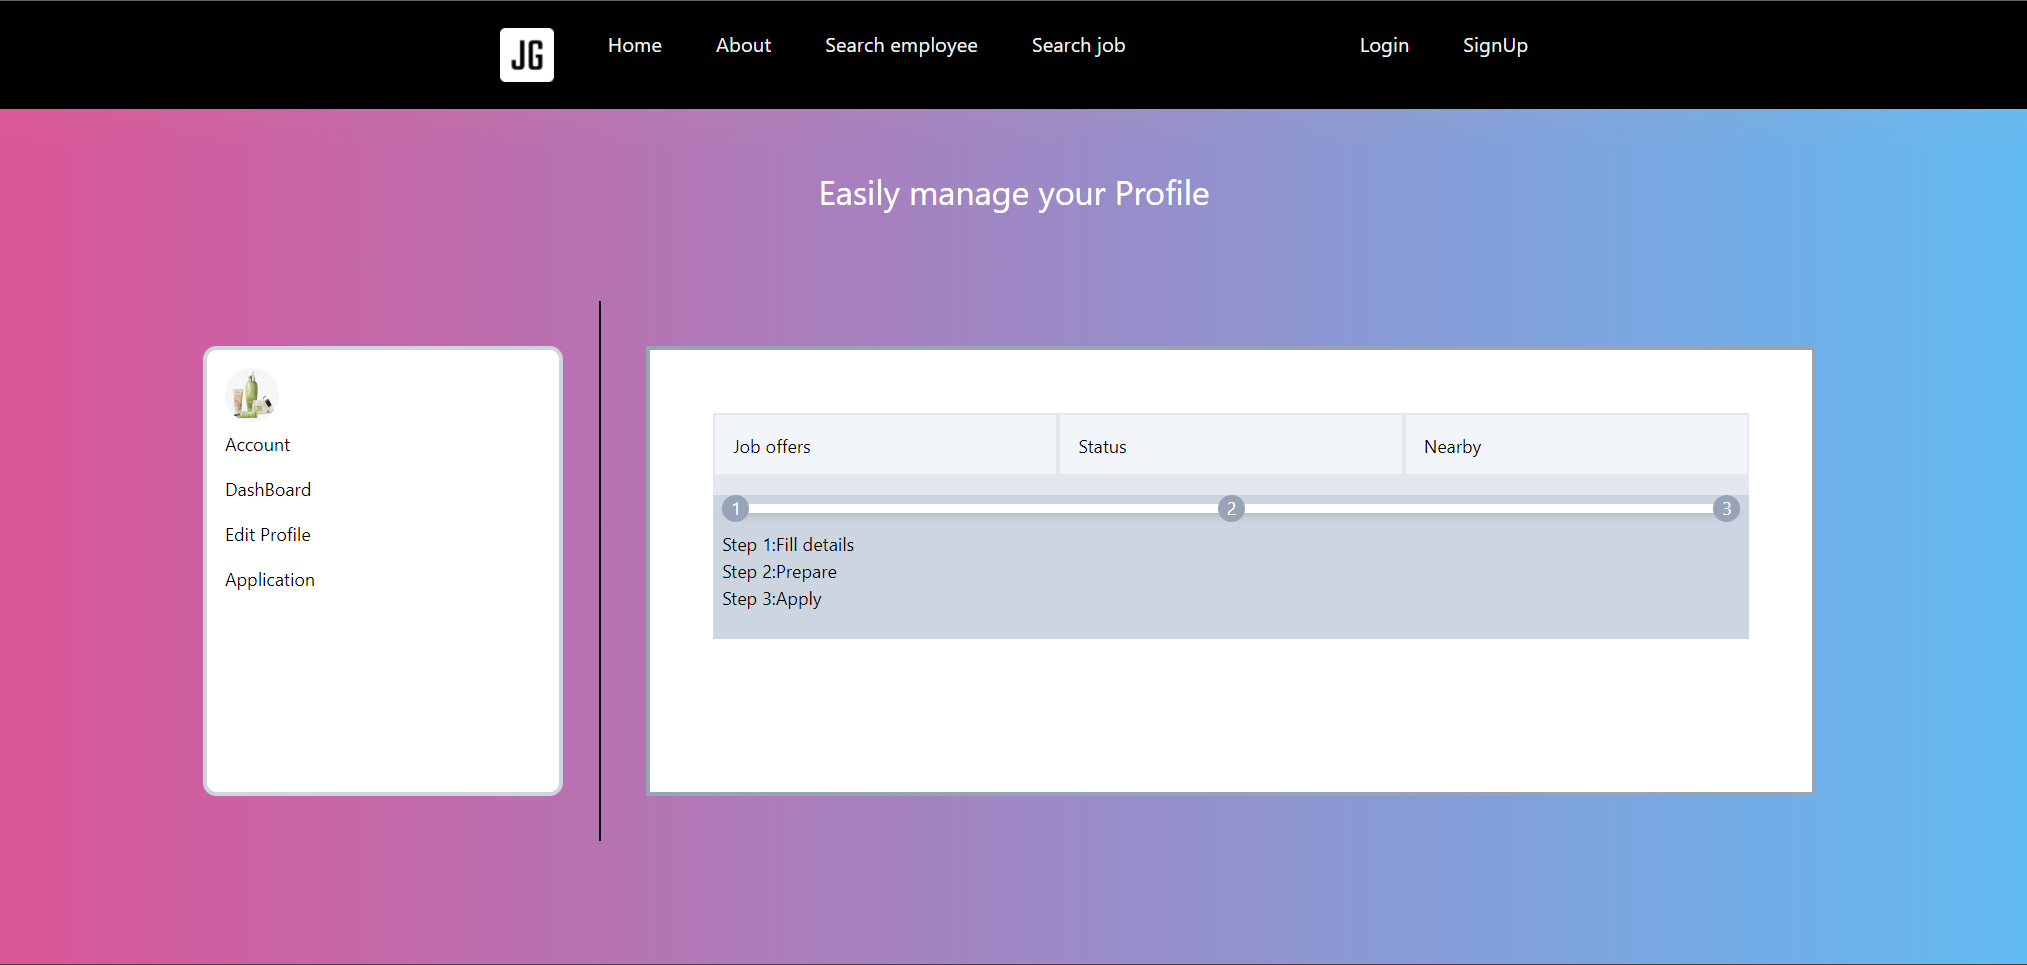 JG Home About Search employee Search job Login SignUp
Easily manage your Profile
Account
DashBoard
Edit Profile
Application
Job offers Status Nearby
1 2 3
Step 1:Fill details
Step 2:Prepare
Step 3:Apply